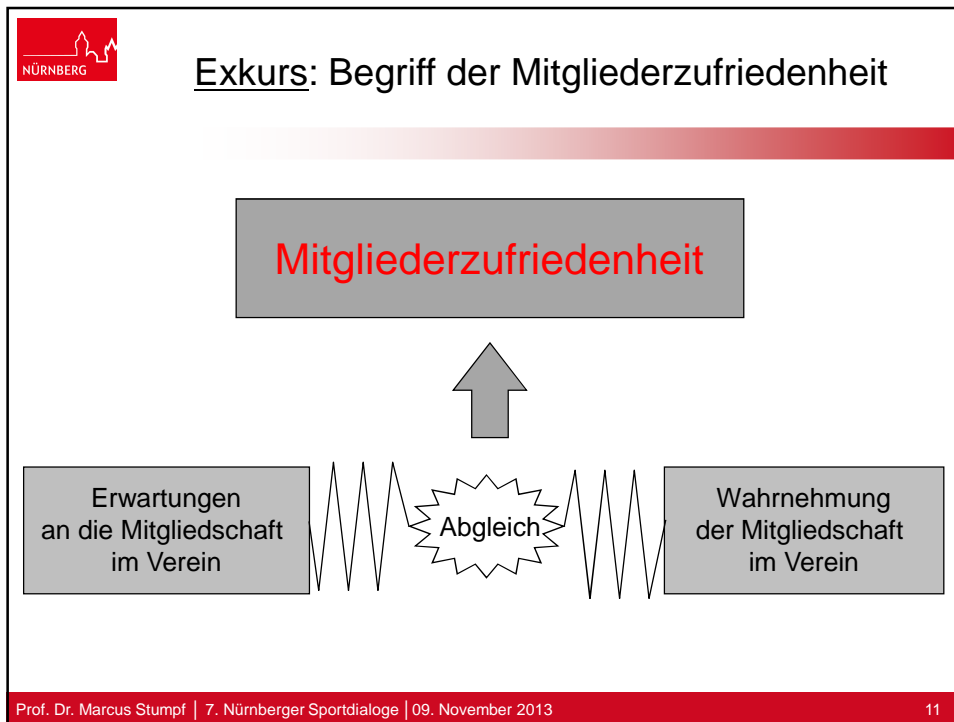 NÜRNBERG
Exkurs: Begriff der Mitgliederzufriedenheit
Mitgliederzufriedenheit
Erwartungen
an die Mitgliedschaft
im Verein
Abgleich
Wahrnehmung
der Mitgliedschaft
im Verein
Prof. Dr. Marcus Stumpf | 7. Nürnberger Sportdialoge | 09. November 2013 11